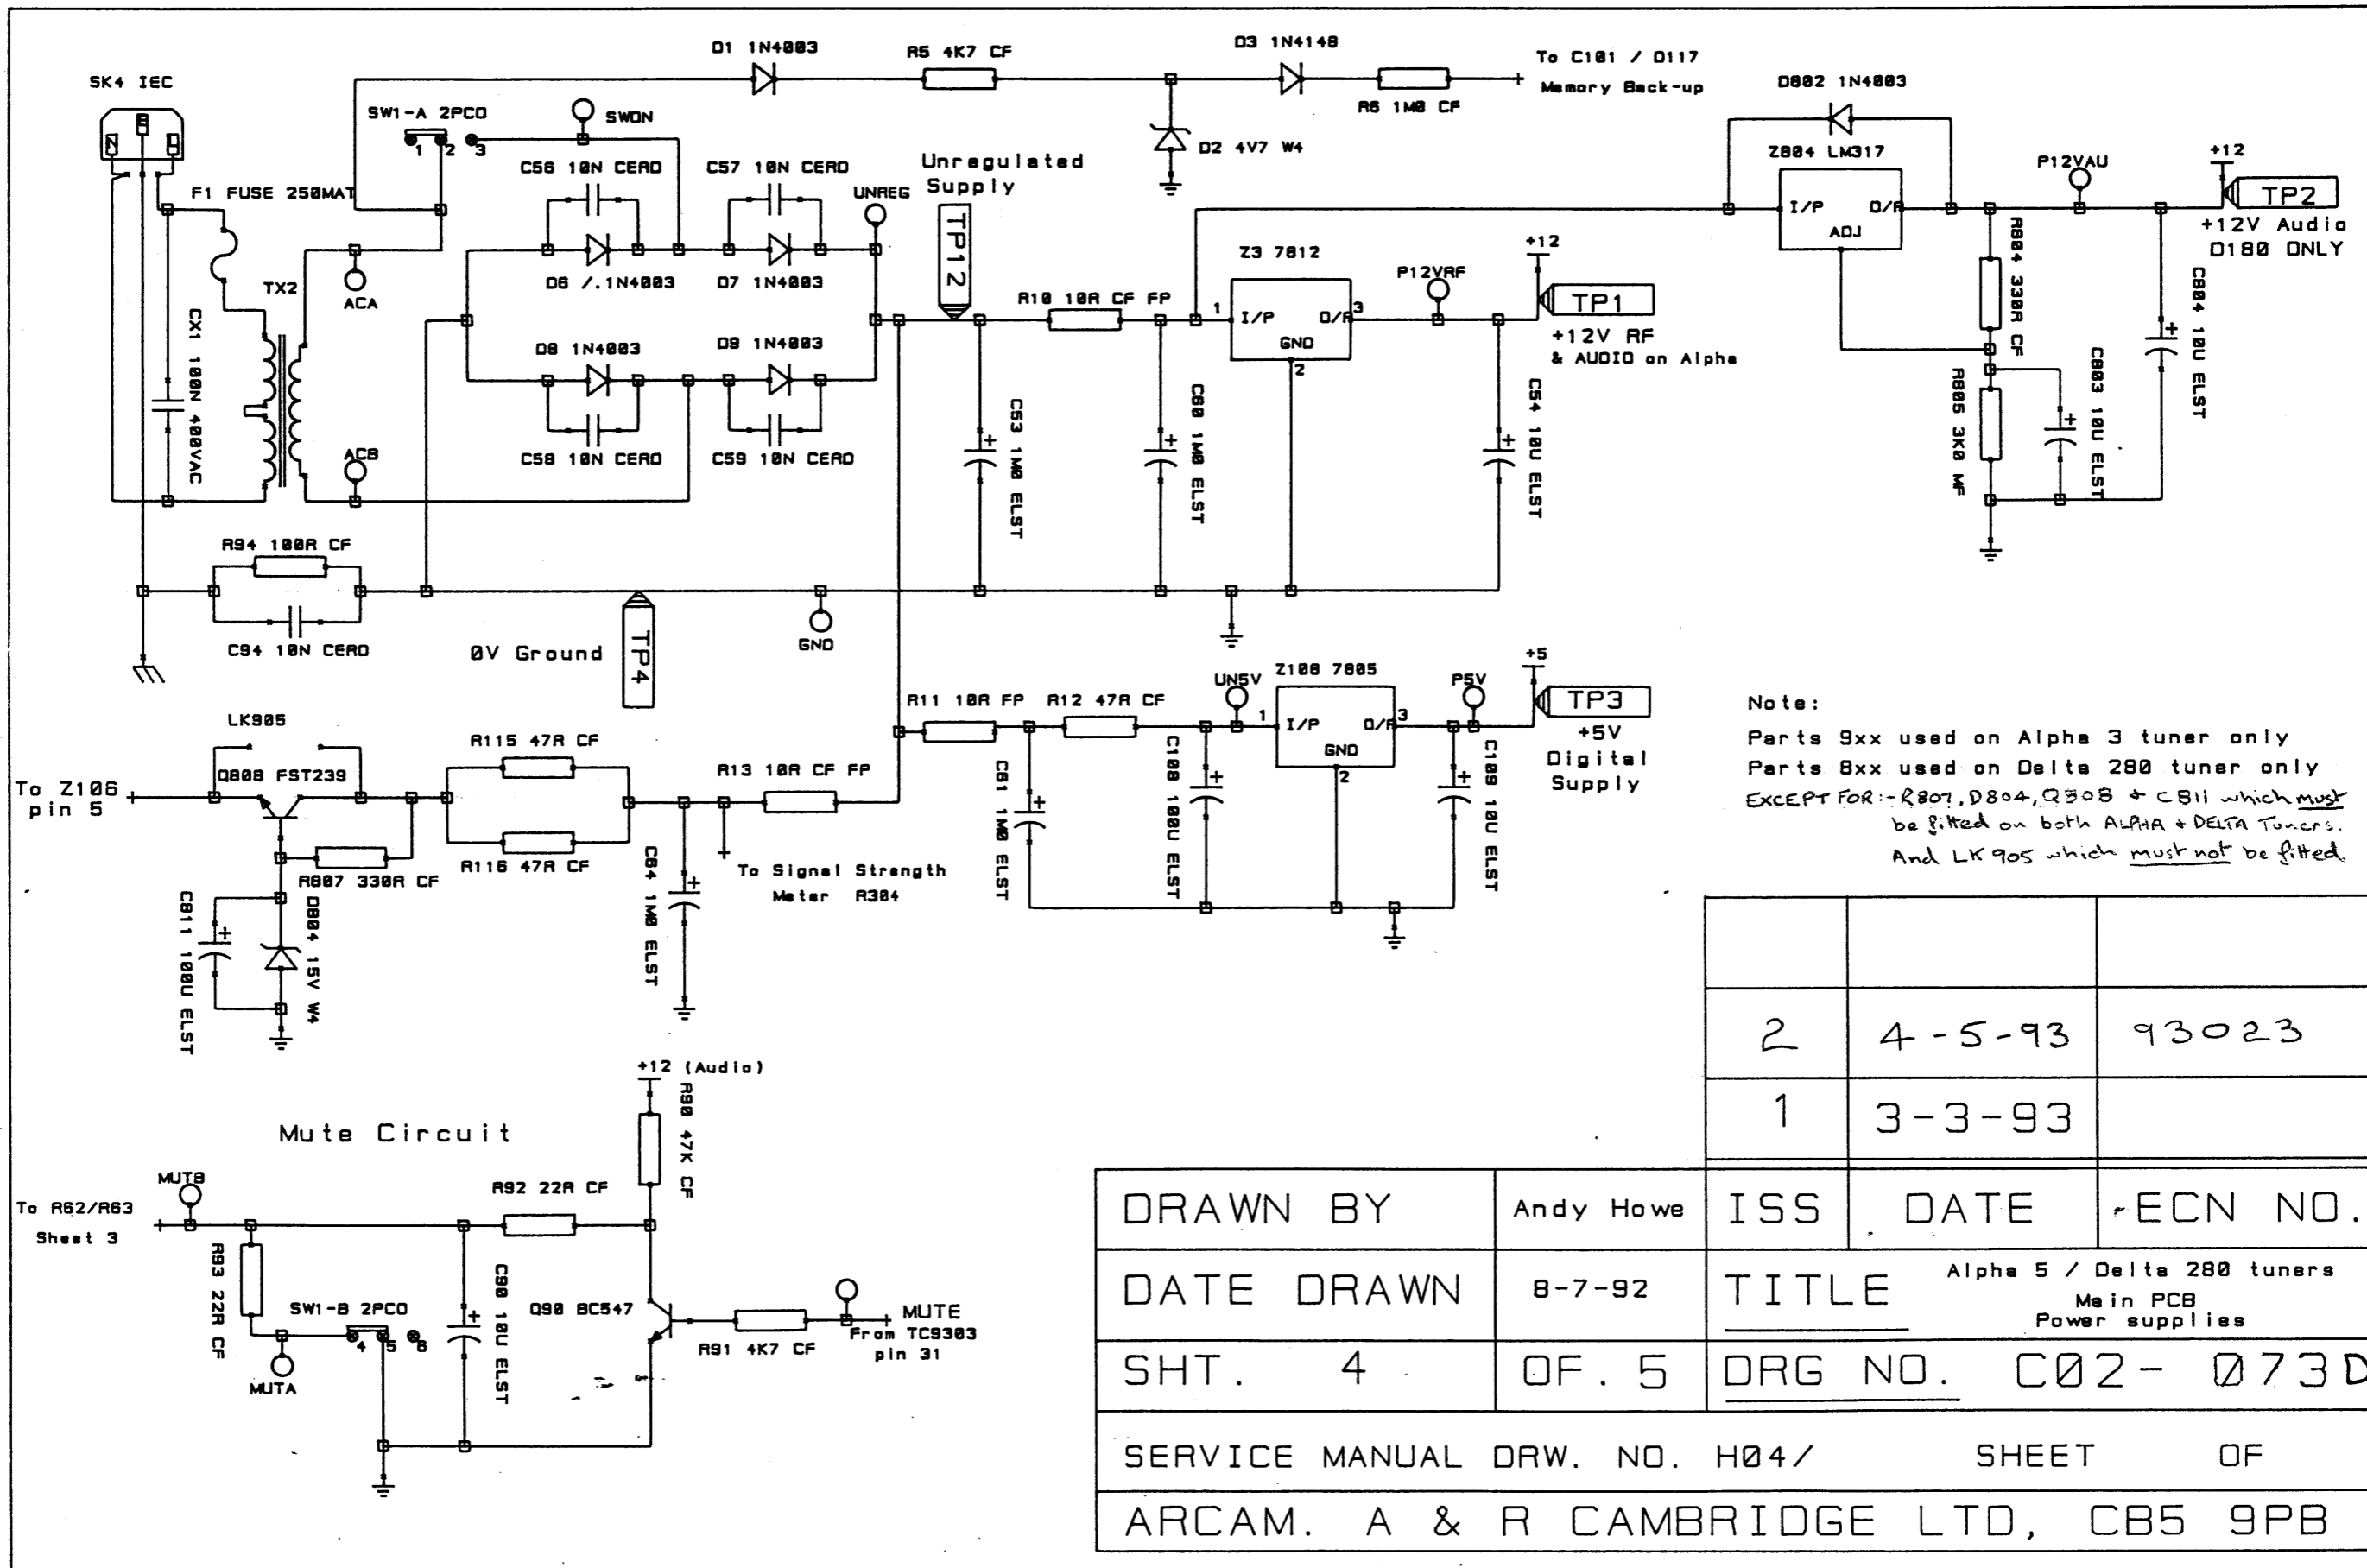 SK4 IEC
N
E
L
D1 1N4003
R5 4K7 CF
D3 1N4148
To C101 / D117
Memory Back-up
R6 1M0 CF
D2 4V7 W4
SW1-A 2PCO
1
2
3
SWON
F1 FUSE 250MAT
CX1 100N 400VAC
TX2
ACA
ACB
C56 10N CERD
C57 10N CERD
D6 /.1N4003
D7 1N4003
D8 1N4003
D9 1N4003
C58 10N CERD
C59 10N CERD
UNREG
Unregulated
Supply
TP12
R10 10R CF FP
C53 1M0 ELST
C60 1M0 ELST
Z3 7812
1
I/P
O/P
3
GND
2
P12VRF
+12
TP1
+12V RF
& AUDIO on Alpha
C54 10U ELST
D802 1N4003
Z804 LM317
I/P
O/P
ADJ
P12VAU
+12
TP2
+12V Audio
D180 ONLY
R804 330R CF
R805 3K0 MF
C803 10U ELST
C804 10U ELST
R94 100R CF
C94 10N CERD
0V Ground
TP4
GND
LK905
Q808 FST239
To Z106
pin 5
R115 47R CF
R116 47R CF
R807 330R CF
C811 100U ELST
D804 15V W4
R13 10R CF FP
C64 1M0 ELST
To Signal Strength
Meter R304
R11 10R FP
R12 47R CF
C61 1M0 ELST
C108 100U ELST
UN5V
Z108 7805
1
I/P
O/P
3
GND
2
P5V
+5
TP3
+5V
Digital
Supply
C109 10U ELST
Note:
Parts 9xx used on Alpha 3 tuner only
Parts 8xx used on Delta 280 tuner only
EXCEPT FOR:- R807, D804, Q308 + C811 which must
be fitted on both ALPHA + DELTA Tuners.
And LK 905 which must not be fitted.
Mute Circuit
+12 (Audio)
R90 47K CF
MUTB
To R62/R63
Sheet 3
R92 22R CF
R93 22R CF
SW1-B 2PCO
4
5
6
MUTA
C90 10U ELST
Q90 BC547
R91 4K7 CF
MUTE
From TC9303
pin 31
2 4-5-93 93023
1 3-3-93
ISS DATE ECN NO.
DRAWN BY Andy Howe
DATE DRAWN 8-7-92
TITLE Alpha 5 / Delta 280 tuners
Main PCB
Power supplies
SHT. 4 OF. 5
DRG NO. C02- 073D
SERVICE MANUAL DRW. NO. H04/ SHEET OF
ARCAM. A & R CAMBRIDGE LTD, CB5 9PB